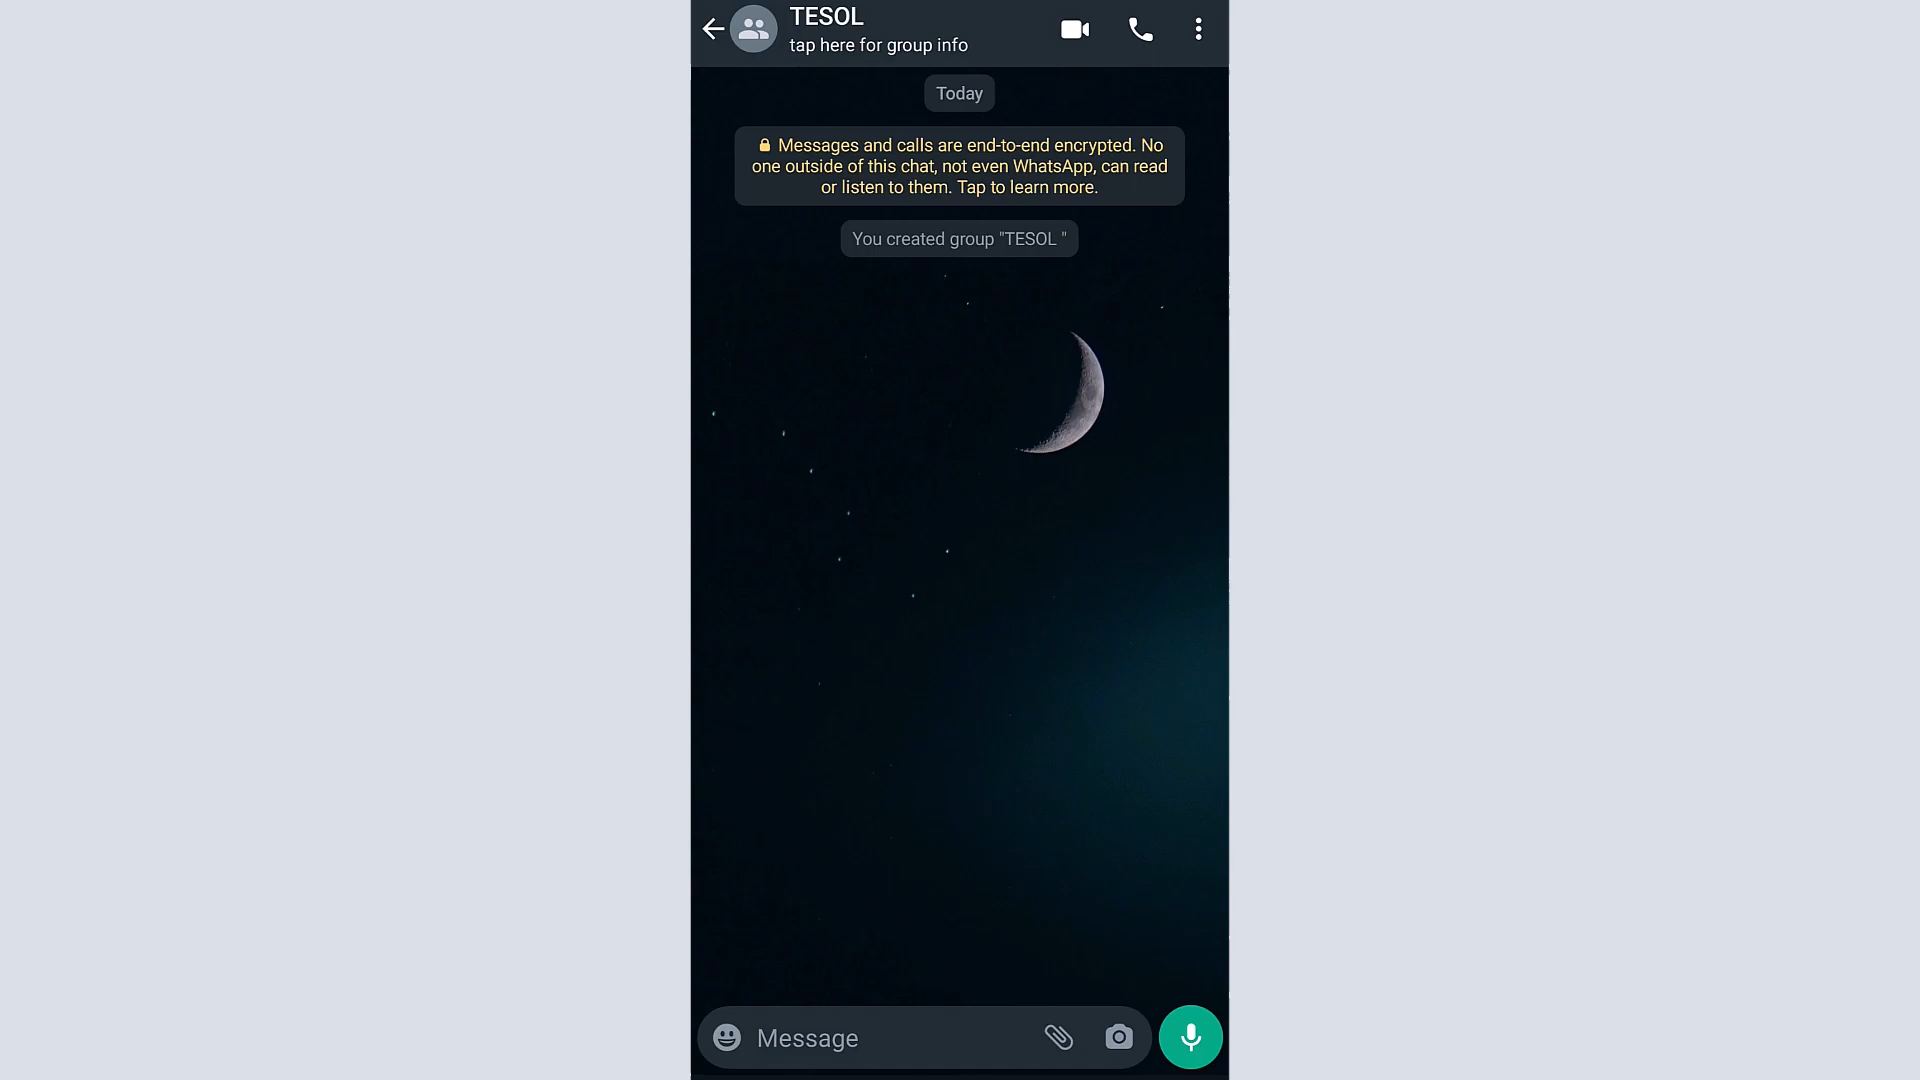 TESOL
tap here for group info
Today
Messages and calls are end-to-end encrypted. No
one outside of this chat, not even WhatsApp, can read
or listen to them. Tap to learn more.
You created group "TESOL "
Message